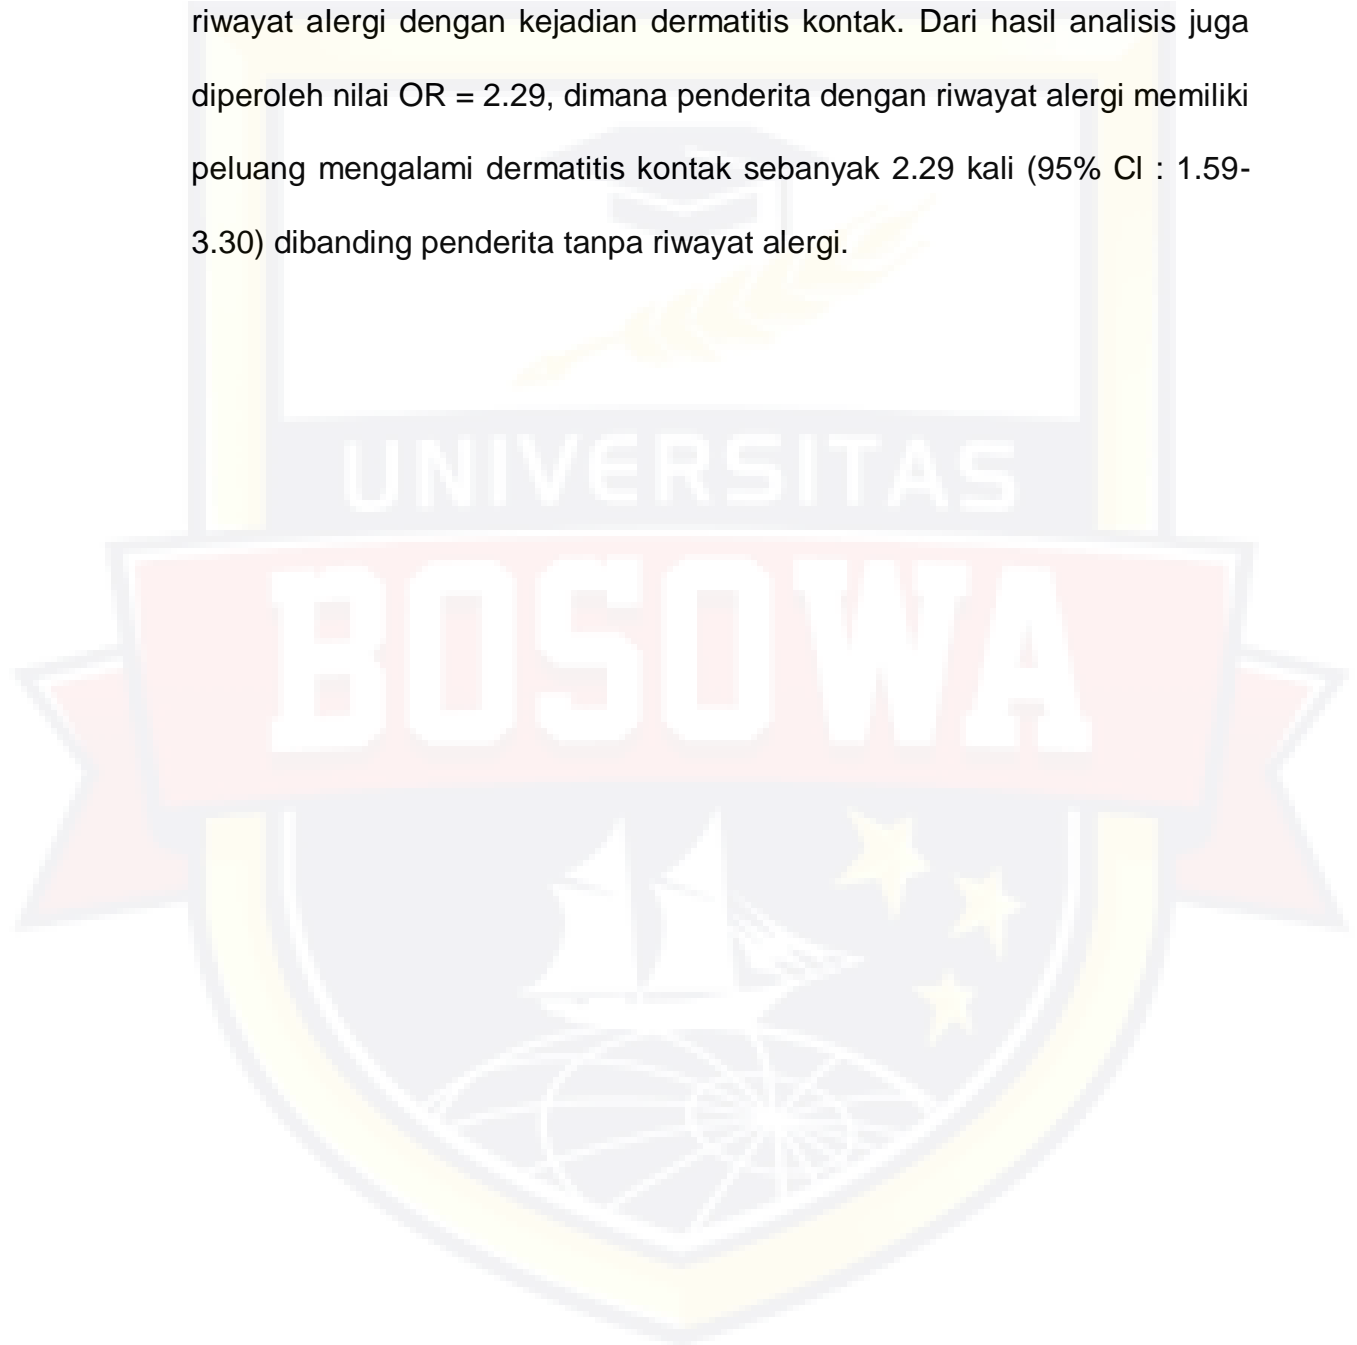 riwayat alergi dengan kejadian dermatitis kontak. Dari hasil analisis juga
diperoleh nilai OR = 2.29, dimana penderita dengan riwayat alergi memiliki
peluang mengalami dermatitis kontak sebanyak 2.29 kali (95% Cl : 1.59-
3.30) dibanding penderita tanpa riwayat alergi.
UNIVERSITAS
BOSOWA